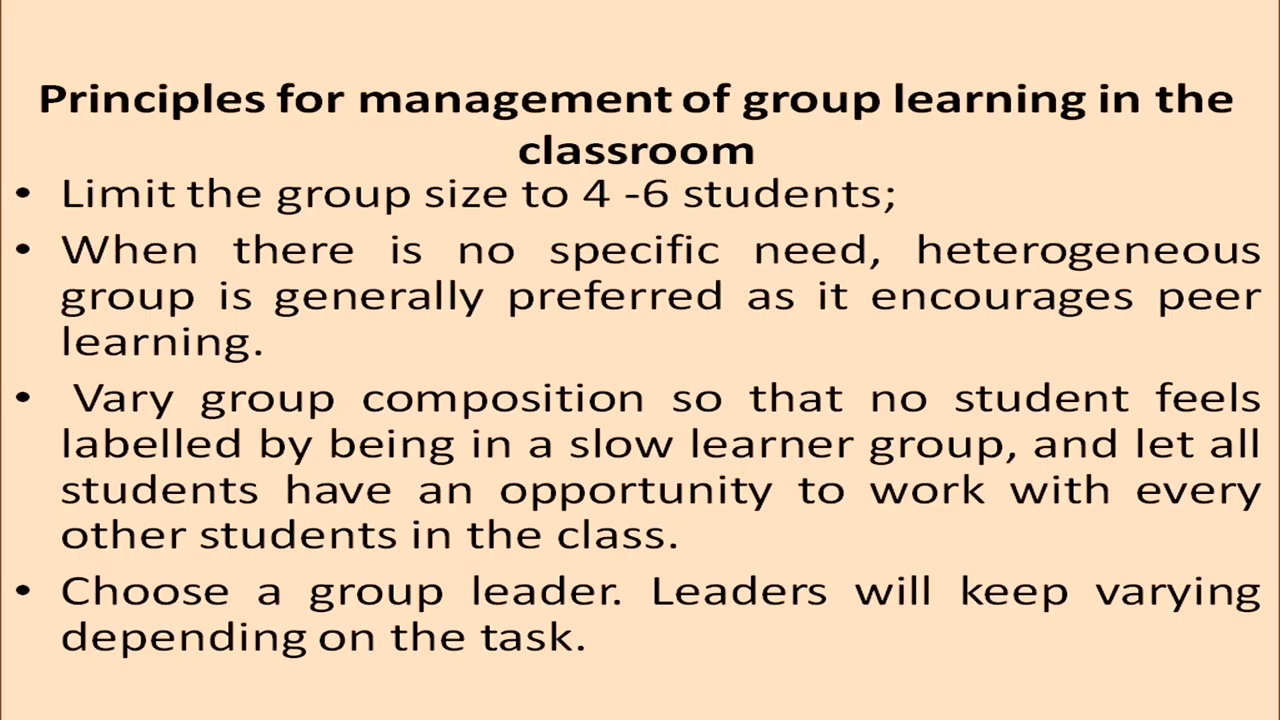 Principles for management of group learning in the
classroom
• Limit the group size to 4 -6 students;
• When there is no specific need, heterogeneous
group is generally preferred as it encourages peer
learning.
• Vary group composition so that no student feels
labelled by being in a slow learner group, and let all
students have an opportunity to work with every
other students in the class.
• Choose a group leader. Leaders will keep varying
depending on the task.